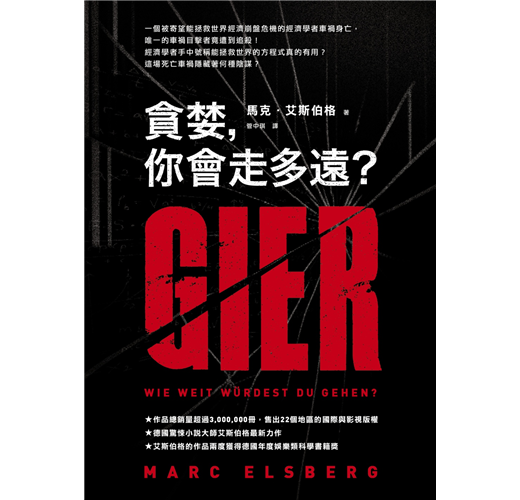 一個被寄望能拯救世界經濟崩盤危機的經濟學者車禍身亡,
唯一的車禍目擊者竟遭到追殺!
經濟學者手中號稱能拯救世界的方程式真的有用?
這場死亡車禍隱藏著何種陰謀?
貪婪,
馬克・艾斯伯格 著
管中琪 譯
你會走多遠?
GIER
WIE WEIT WÜRDEST DU GEHEN?
★作品總銷量超過3,000,000冊,售出22個地區的國際與影視版權
★德國驚悚小說大師艾斯伯格最新力作
★艾斯伯格的作品兩度獲得德國年度娛樂類科學書籍獎
MARC ELSBERG